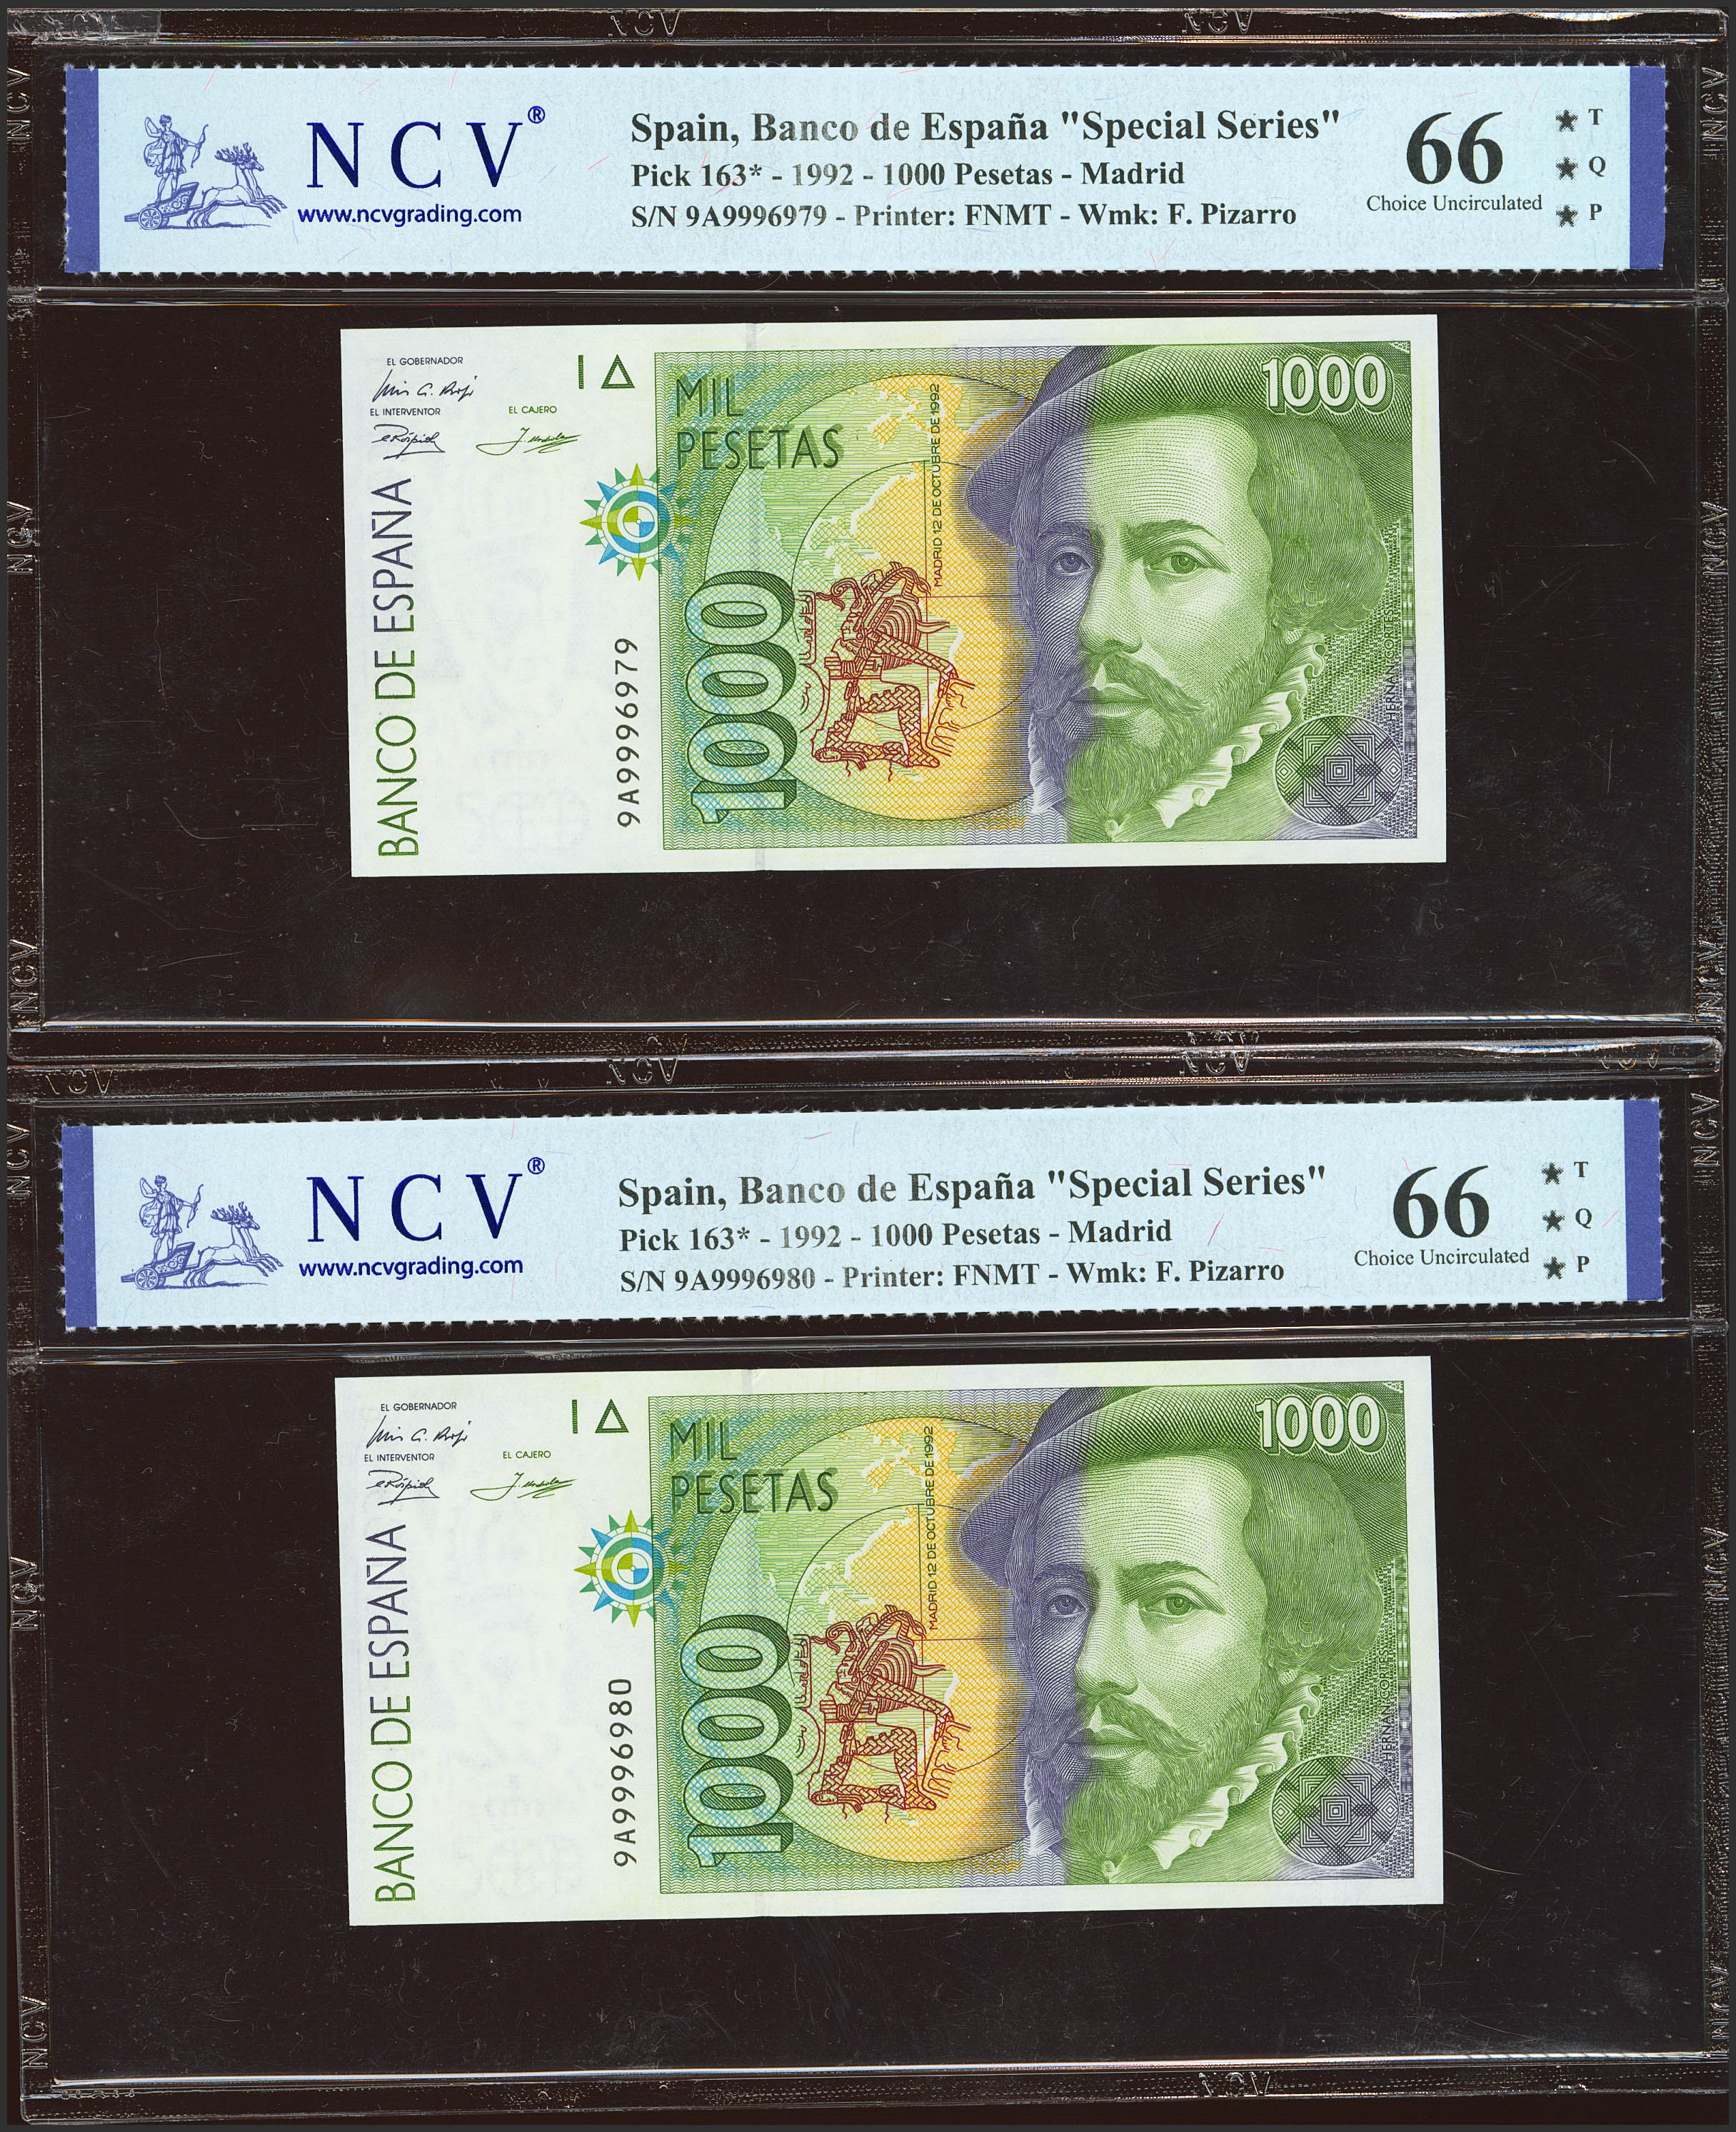 NCV®
www.ncvgrading.com
Spain, Banco de España "Special Series"
Pick 163* - 1992 - 1000 Pesetas - Madrid
S/N 9A9996979 - Printer: FNMT - Wmk: F. Pizarro
66
Choice Uncirculated
★ T
★ Q
★ P
EL GOBERNADOR
EL INTERVENTOR
EL CAJERO
BANCO DE ESPAÑA
9A9996979
MIL
PESETAS
1000
MADRID 12 DE OCTUBRE DE 1992
1000
HERNAN CORTES
NCV®
www.ncvgrading.com
Spain, Banco de España "Special Series"
Pick 163* - 1992 - 1000 Pesetas - Madrid
S/N 9A9996980 - Printer: FNMT - Wmk: F. Pizarro
66
Choice Uncirculated
★ T
★ Q
★ P
EL GOBERNADOR
EL INTERVENTOR
EL CAJERO
BANCO DE ESPAÑA
9A9996980
MIL
PESETAS
1000
MADRID 12 DE OCTUBRE DE 1992
1000
HERNAN CORTES